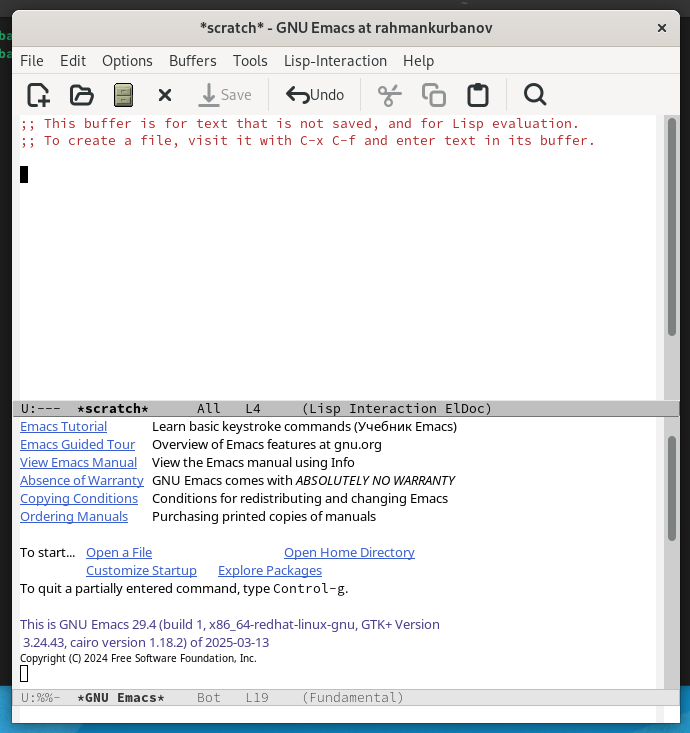 *scratch* - GNU Emacs at rahmankurbanov
File Edit Options Buffers Tools Lisp-Interaction Help
Save Undo
;; This buffer is for text that is not saved, and for Lisp evaluation.
;; To create a file, visit it with C-x C-f and enter text in its buffer.
U:--- *scratch* All L4 (Lisp Interaction ElDoc)
Emacs Tutorial Learn basic keystroke commands (Учебник Emacs)
Emacs Guided Tour Overview of Emacs features at gnu.org
View Emacs Manual View the Emacs manual using Info
Absence of Warranty GNU Emacs comes with ABSOLUTELY NO WARRANTY
Copying Conditions Conditions for redistributing and changing Emacs
Ordering Manuals Purchasing printed copies of manuals
To start... Open a File Open Home Directory
Customize Startup Explore Packages
To quit a partially entered command, type Control-g.
This is GNU Emacs 29.4 (build 1, x86_64-redhat-linux-gnu, GTK+ Version
3.24.43, cairo version 1.18.2) of 2025-03-13
Copyright (C) 2024 Free Software Foundation, Inc.
U:%%- *GNU Emacs* Bot L19 (Fundamental)